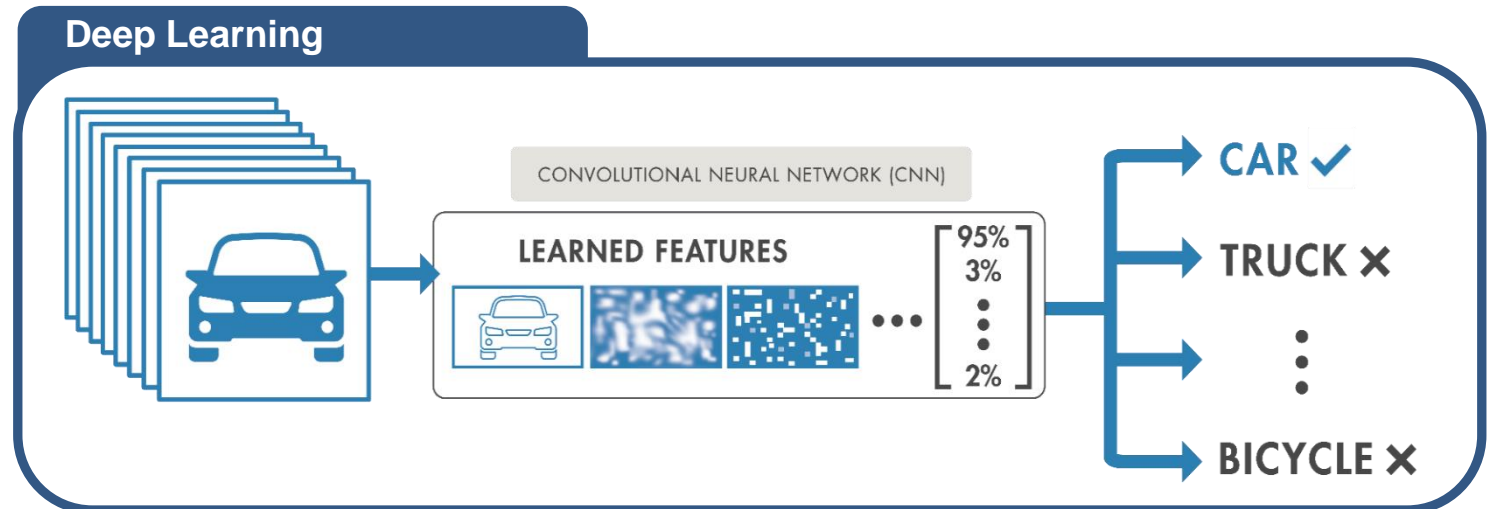 Deep Learning
CONVOLUTIONAL NEURAL NETWORK (CNN)
LEARNED FEATURES
95%
3%
2%
CAR
TRUCK
BICYCLE